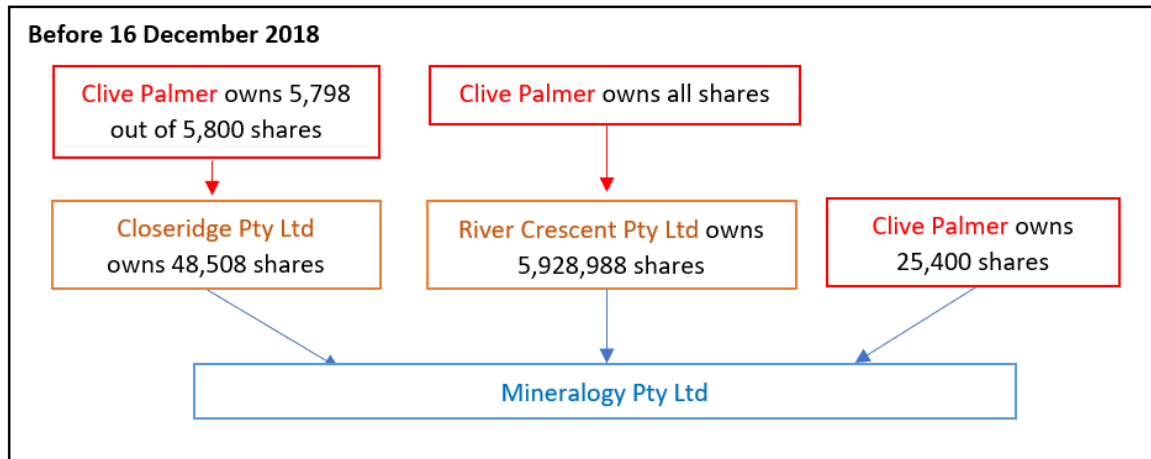 Before 16 December 2018
Clive Palmer owns 5,798
out of 5,800 shares
Clive Palmer owns all shares
Closeridge Pty Ltd
owns 48,508 shares
River Crescent Pty Ltd owns
5,928,988 shares
Clive Palmer owns
25,400 shares
Mineralogy Pty Ltd